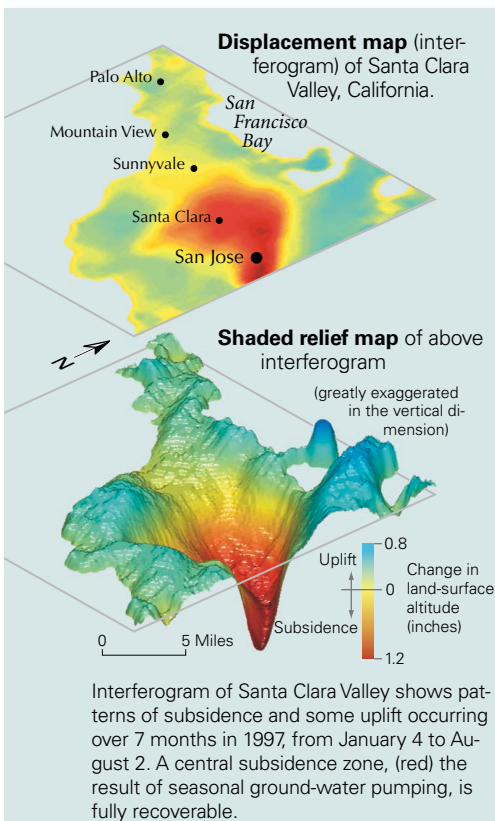 Displacement map (inter-
ferogram) of Santa Clara
Valley, California.
Palo Alto
San
Francisco
Bay
Mountain View
Sunnyvale
Santa Clara
San Jose
N
Shaded relief map of above
interferogram
(greatly exaggerated
in the vertical di-
mension)
0.8
Uplift
Change in
0
land-surface
altitude
(inches)
Subsidence
1.2
0 5 Miles
Interferogram of Santa Clara Valley shows pat-
terns of subsidence and some uplift occurring
over 7 months in 1997, from January 4 to Au-
gust 2. A central subsidence zone, (red) the
result of seasonal ground-water pumping, is
fully recoverable.